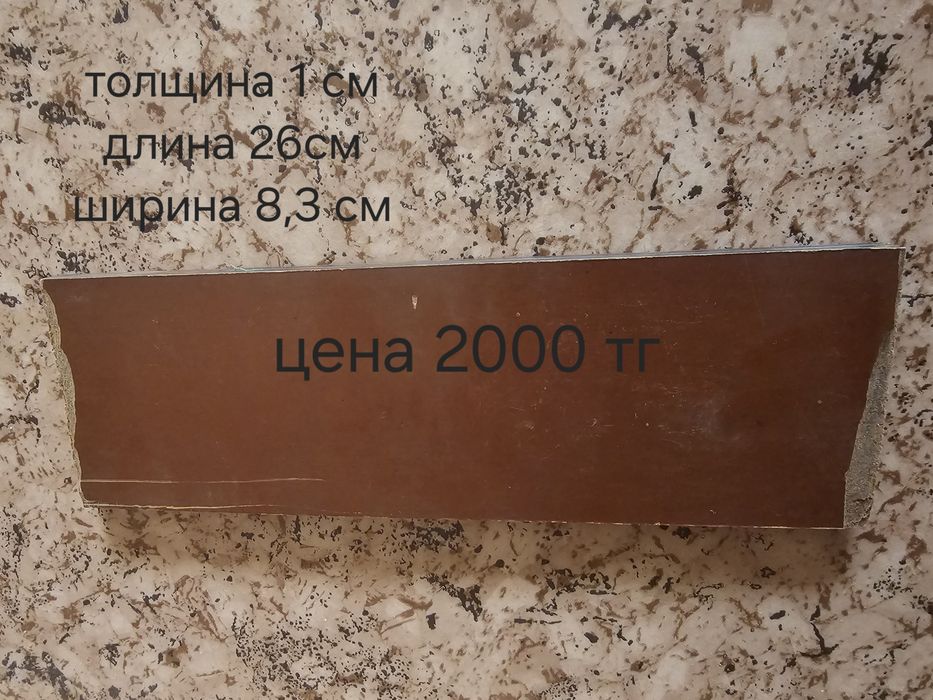 толщина 1 см
длина 26см
ширина 8,3 см
цена 2000 тг